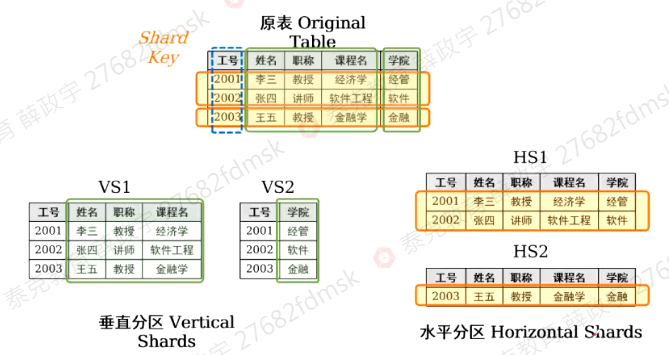 原表 Original
Table
Shard
Key
工号 姓名 职称 课程名 学院
2001 李三 教授 经济学 经管
2002 张四 讲师 软件工程 软件
2003 王五 教授 金融学 金融
VS1
工号 姓名 职称 课程名
2001 李三 教授 经济学
2002 张四 讲师 软件工程
2003 王五 教授 金融学
VS2
工号 学院
2001 经管
2002 软件
2003 金融
垂直分区 Vertical
Shards
HS1
工号 姓名 职称 课程名 学院
2001 李三 教授 经济学 经管
2002 张四 讲师 软件工程 软件
HS2
工号 姓名 职称 课程名 学院
2003 王五 教授 金融学 金融
水平分区 Horizontal Shards
育 薛政宇 27682fdmsk